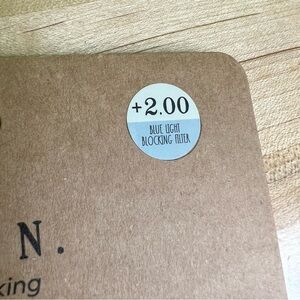 +2.00
BLUE LIGHT
BLOCKING FILTER
N.
king